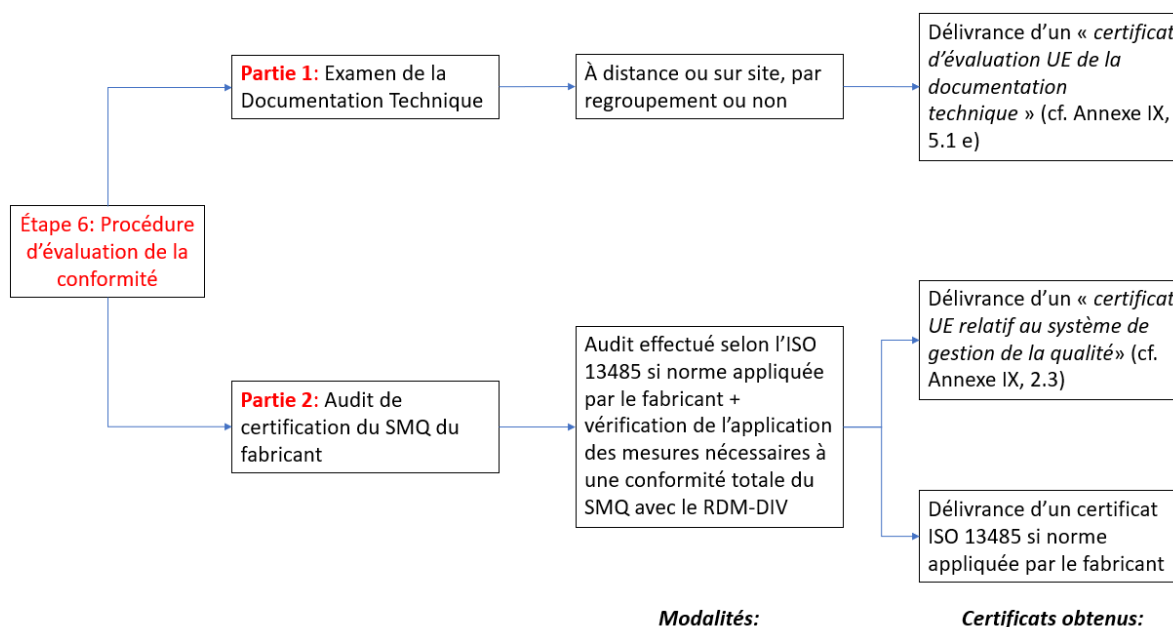 Étape 6: Procédure
d'évaluation de la
conformité
Partie 1: Examen de la
Documentation Technique
À distance ou sur site, par
regroupement ou non
Délivrance d'un « certificat
d'évaluation UE de la
documentation
technique » (cf. Annexe IX,
5.1 e)
Partie 2: Audit de
certification du SMQ du
fabricant
Audit effectué selon l'ISO
13485 si norme appliquée
par le fabricant +
vérification de l'application
des mesures nécessaires à
une conformité totale du
SMQ avec le RDM-DIV
Délivrance d'un « certificat
UE relatif au système de
gestion de la qualité» (cf.
Annexe IX, 2.3)
Délivrance d'un certificat
ISO 13485 si norme
appliquée par le fabricant
Modalités:
Certificats obtenus: